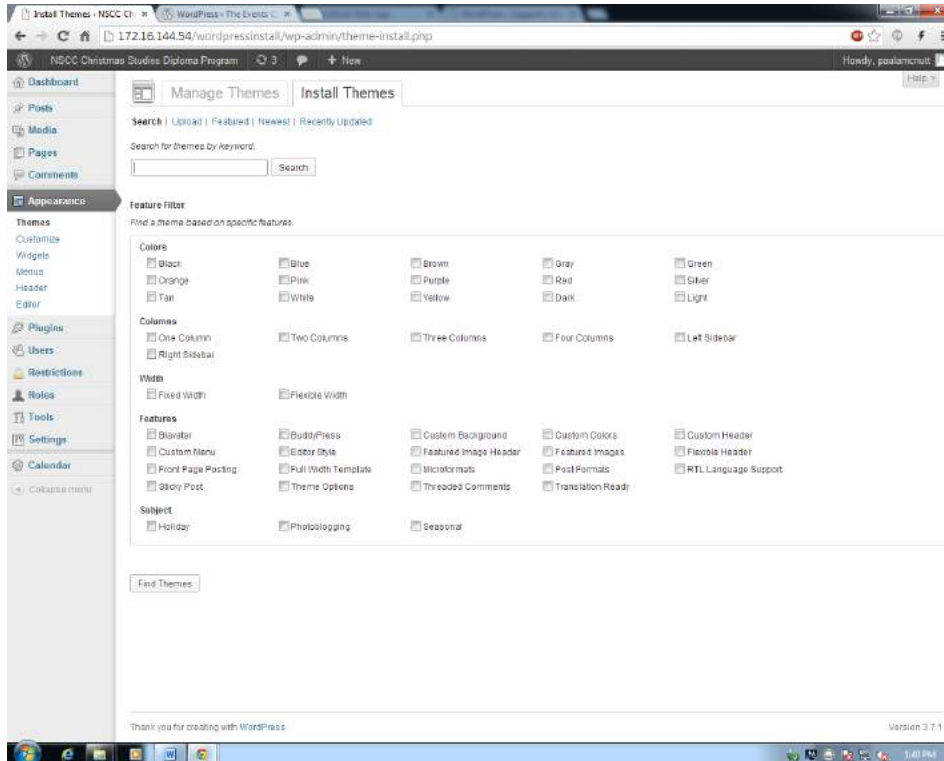 Install Themes ‹ NSCC Ch WordPress › The Events C
172.16.144.54/wordpressinstall/wp-admin/theme-install.php
NSCC Christmas Studies Diploma Program 3 + New Howdy, paulamcnutt
Help
Dashboard
Posts
Media
Pages
Comments
Appearance
Themes
Customize
Widgets
Menus
Header
Editor
Plugins
Users
Restrictions
Roles
Tools
Settings
Calendar
Collapse menu
Manage Themes Install Themes
Search | Upload | Featured | Newest | Recently Updated
Search for themes by keyword.
Search
Feature Filter
Find a theme based on specific features.
Colors
Black Blue Brown Gray Green
Orange Pink Purple Red Silver
Tan White Yellow Dark Light
Columns
One Column Two Columns Three Columns Four Columns Left Sidebar
Right Sidebar
Width
Fixed Width Flexible Width
Features
Blavatar BuddyPress Custom Background Custom Colors Custom Header
Custom Menu Editor Style Featured Image Header Featured Images Flexible Header
Front Page Posting Full Width Template Microformats Post Formats RTL Language Support
Sticky Post Theme Options Threaded Comments Translation Ready
Subject
Holiday Photoblogging Seasonal
Find Themes
Thank you for creating with WordPress. Version 3.7.1
1:40 PM